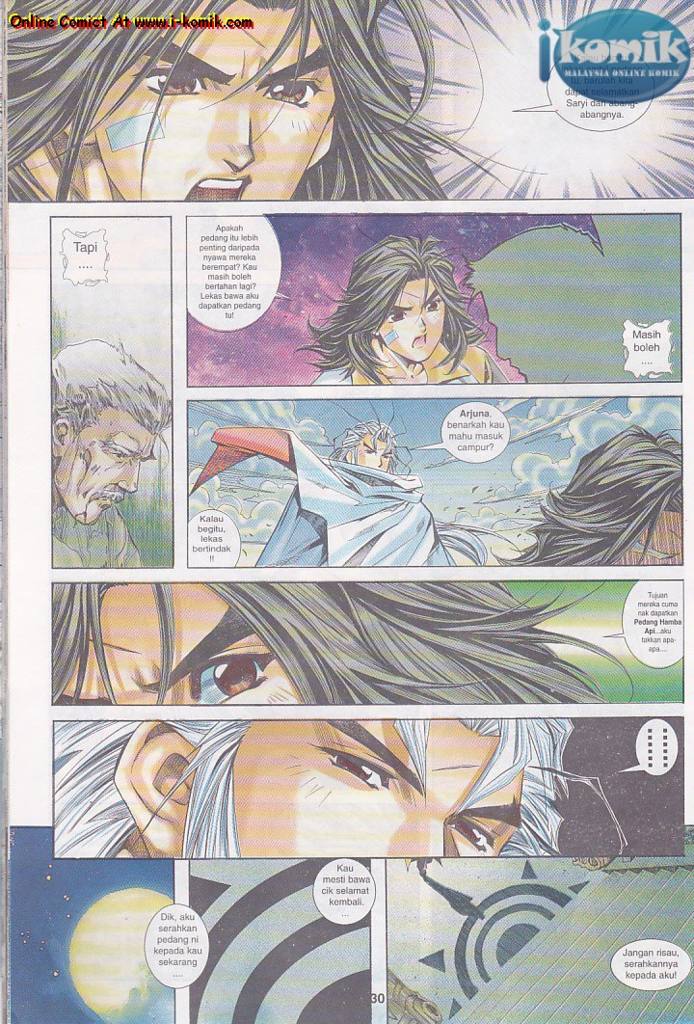 Online Comict At www.i-komik.com
ikomik
MALAYSIA ONLINE KOMIK
dapat selamatkan
Saryi dan abang-
abangnya.
Tapi
....
Apakah
pedang itu lebih
penting daripada
nyawa mereka
berempat? Kau
masih boleh
bertahan lagi?
Lekas bawa aku
dapatkan pedang
tu!
Masih
boleh
....
Arjuna,
benarkah kau
mahu masuk
campur?
Kalau
begitu,
lekas
bertindak
!!
Tujuan
mereka cuma
nak dapatkan
Pedang Hamba
Api...aku
takkan apa-
apa....
Kau
mesti bawa
cik selamat
kembali.
...
Dik, aku
serahkan
pedang ni
kepada kau
sekarang
....
Jangan risau,
serahkannya
kepada aku!
30